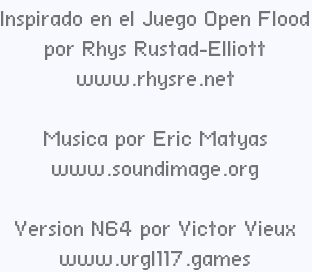 Inspirado en el Juego Open Flood
por Rhys Rustad-Elliott
www.rhysre.net
Musica por Eric Matyas
www.soundimage.org
Version N64 por Victor Vieux
www.vrgl117.games